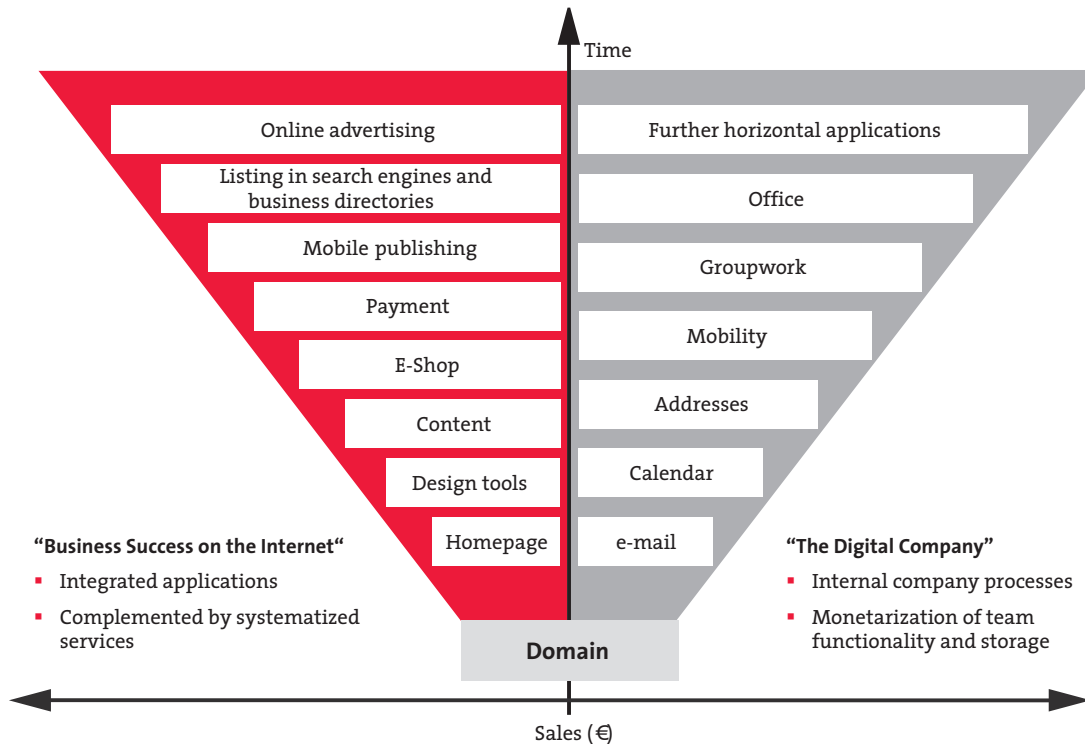 Time
Online advertising
Listing in search engines and
business directories
Mobile publishing
Payment
E-Shop
Content
Design tools
Homepage
Further horizontal applications
Office
Groupwork
Mobility
Addresses
Calendar
e-mail
“Business Success on the Internet“
▪ Integrated applications
▪ Complemented by systematized
services
“The Digital Company”
▪ Internal company processes
▪ Monetarization of team
functionality and storage
Domain
Sales (€)